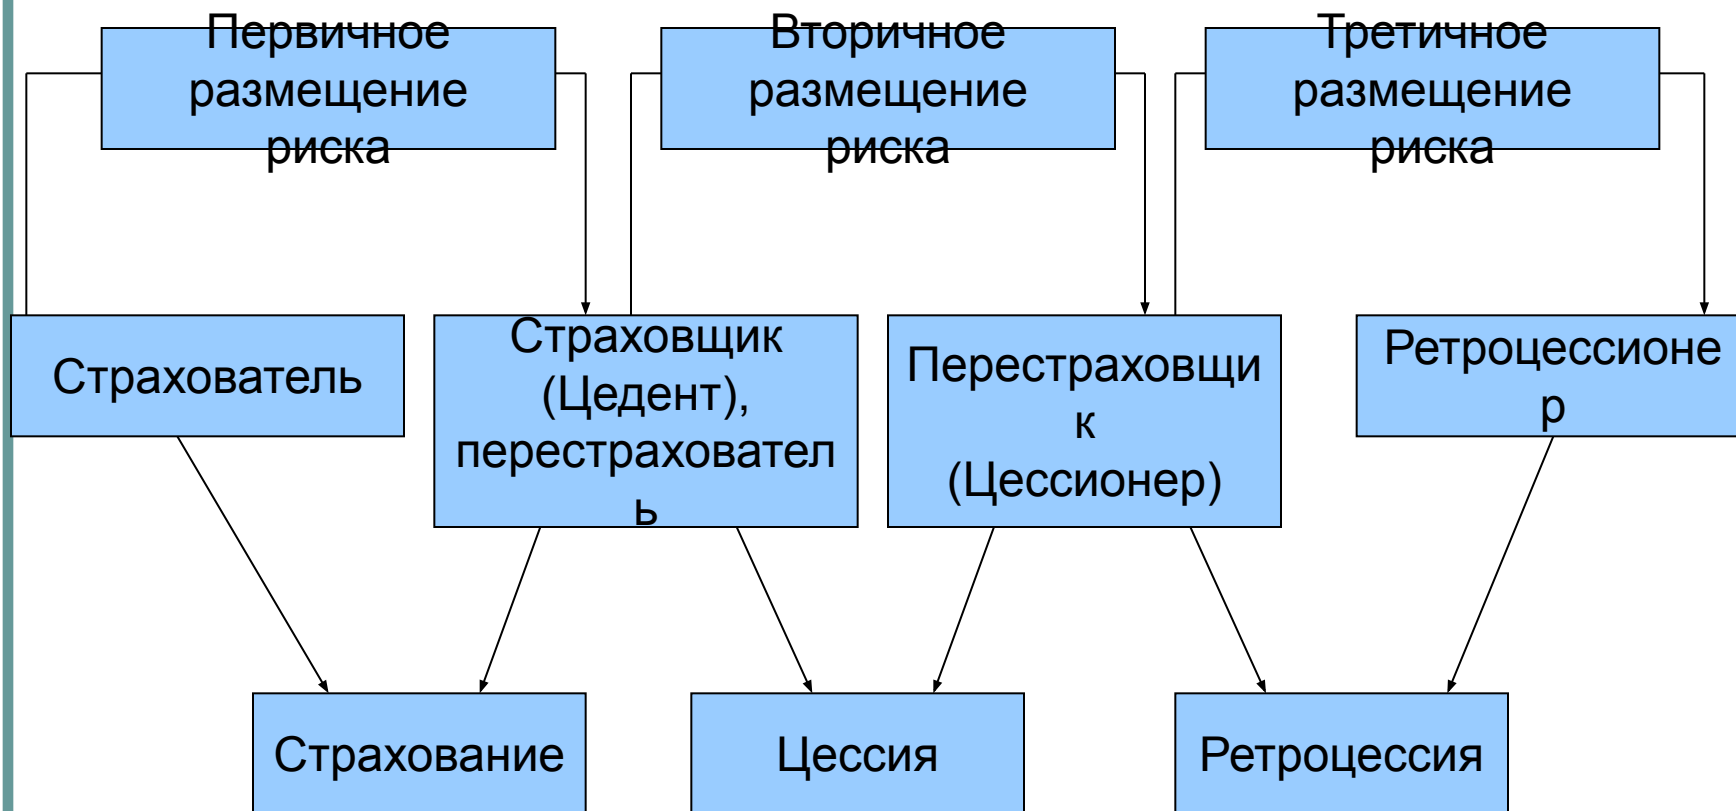 Первичное
размещение
риска
Вторичное
размещение
риска
Третичное
размещение
риска
Страхователь
Страховщик
(Цедент),
перестраховател
ь
Перестраховщи
к
(Цессионер)
Ретроцессионе
р
Страхование
Цессия
Ретроцессия